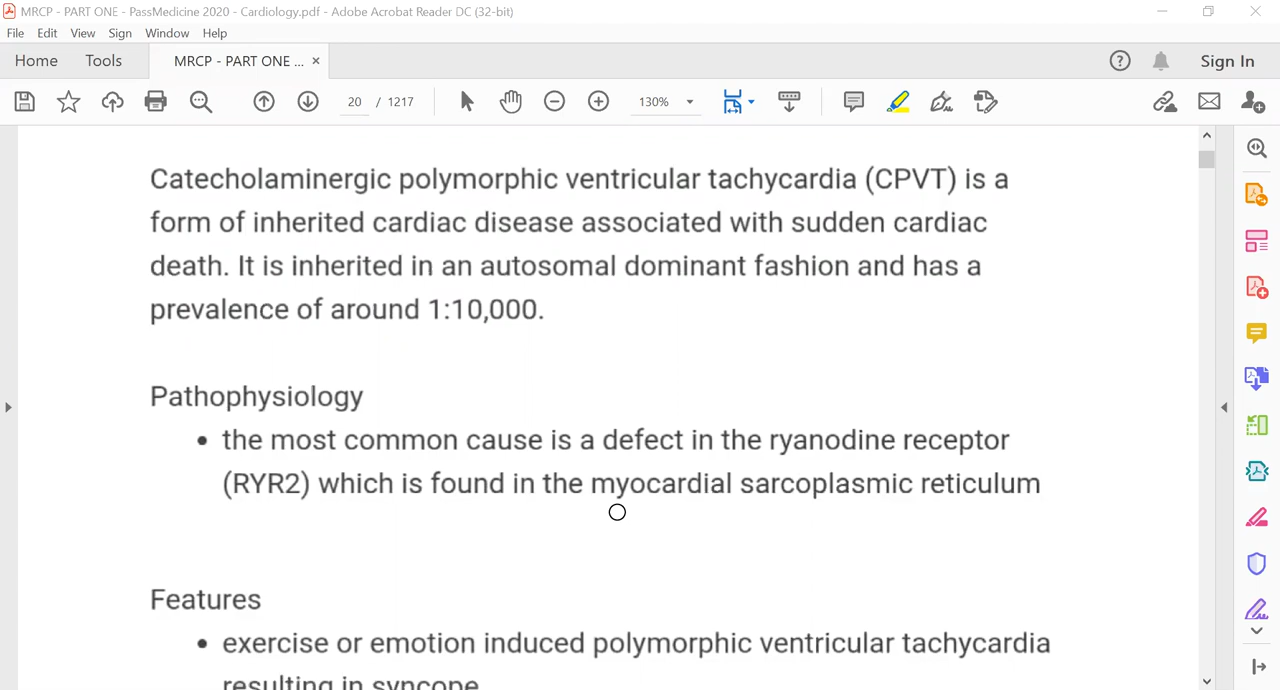 MRCP - PART ONE - PassMedicine 2020 - Cardiology.pdf - Adobe Acrobat Reader DC (32-bit)
File Edit View Sign Window Help
Home Tools MRCP - PART ONE ... × Sign In
20 / 1217 130%
Catecholaminergic polymorphic ventricular tachycardia (CPVT) is a
form of inherited cardiac disease associated with sudden cardiac
death. It is inherited in an autosomal dominant fashion and has a
prevalence of around 1:10,000.
Pathophysiology
• the most common cause is a defect in the ryanodine receptor
(RYR2) which is found in the myocardial sarcoplasmic reticulum
Features
• exercise or emotion induced polymorphic ventricular tachycardia
resulting in syncope